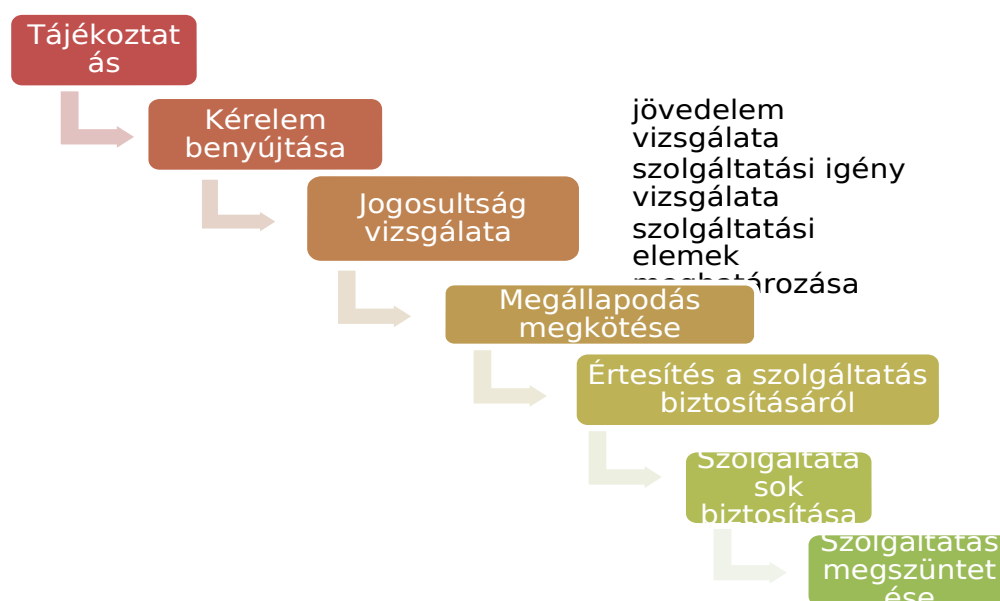 Tájékoztat
ás
Kérelem
benyújtása
jövedelem
vizsgálata
szolgáltatási igény
vizsgálata
szolgáltatási
elemek
meghatározása
Jogosultság
vizsgálata
Megállapodás
megkötése
Értesítés a szolgáltatás
biztosításáról
Szolgáltatá
sok
biztosítása
Szolgáltatás
megszüntet
ése